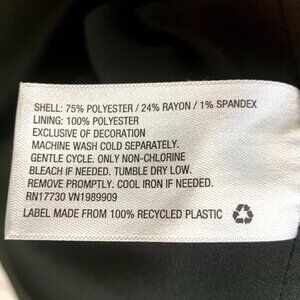 SHELL: 75% POLYESTER / 24% RAYON / 1% SPANDEX
LINING: 100% POLYESTER
EXCLUSIVE OF DECORATION
MACHINE WASH COLD SEPARATELY.
GENTLE CYCLE. ONLY NON-CHLORINE
BLEACH IF NEEDED. TUMBLE DRY LOW.
REMOVE PROMPTLY. COOL IRON IF NEEDED.
RN17730 VN1989909
LABEL MADE FROM 100% RECYCLED PLASTIC